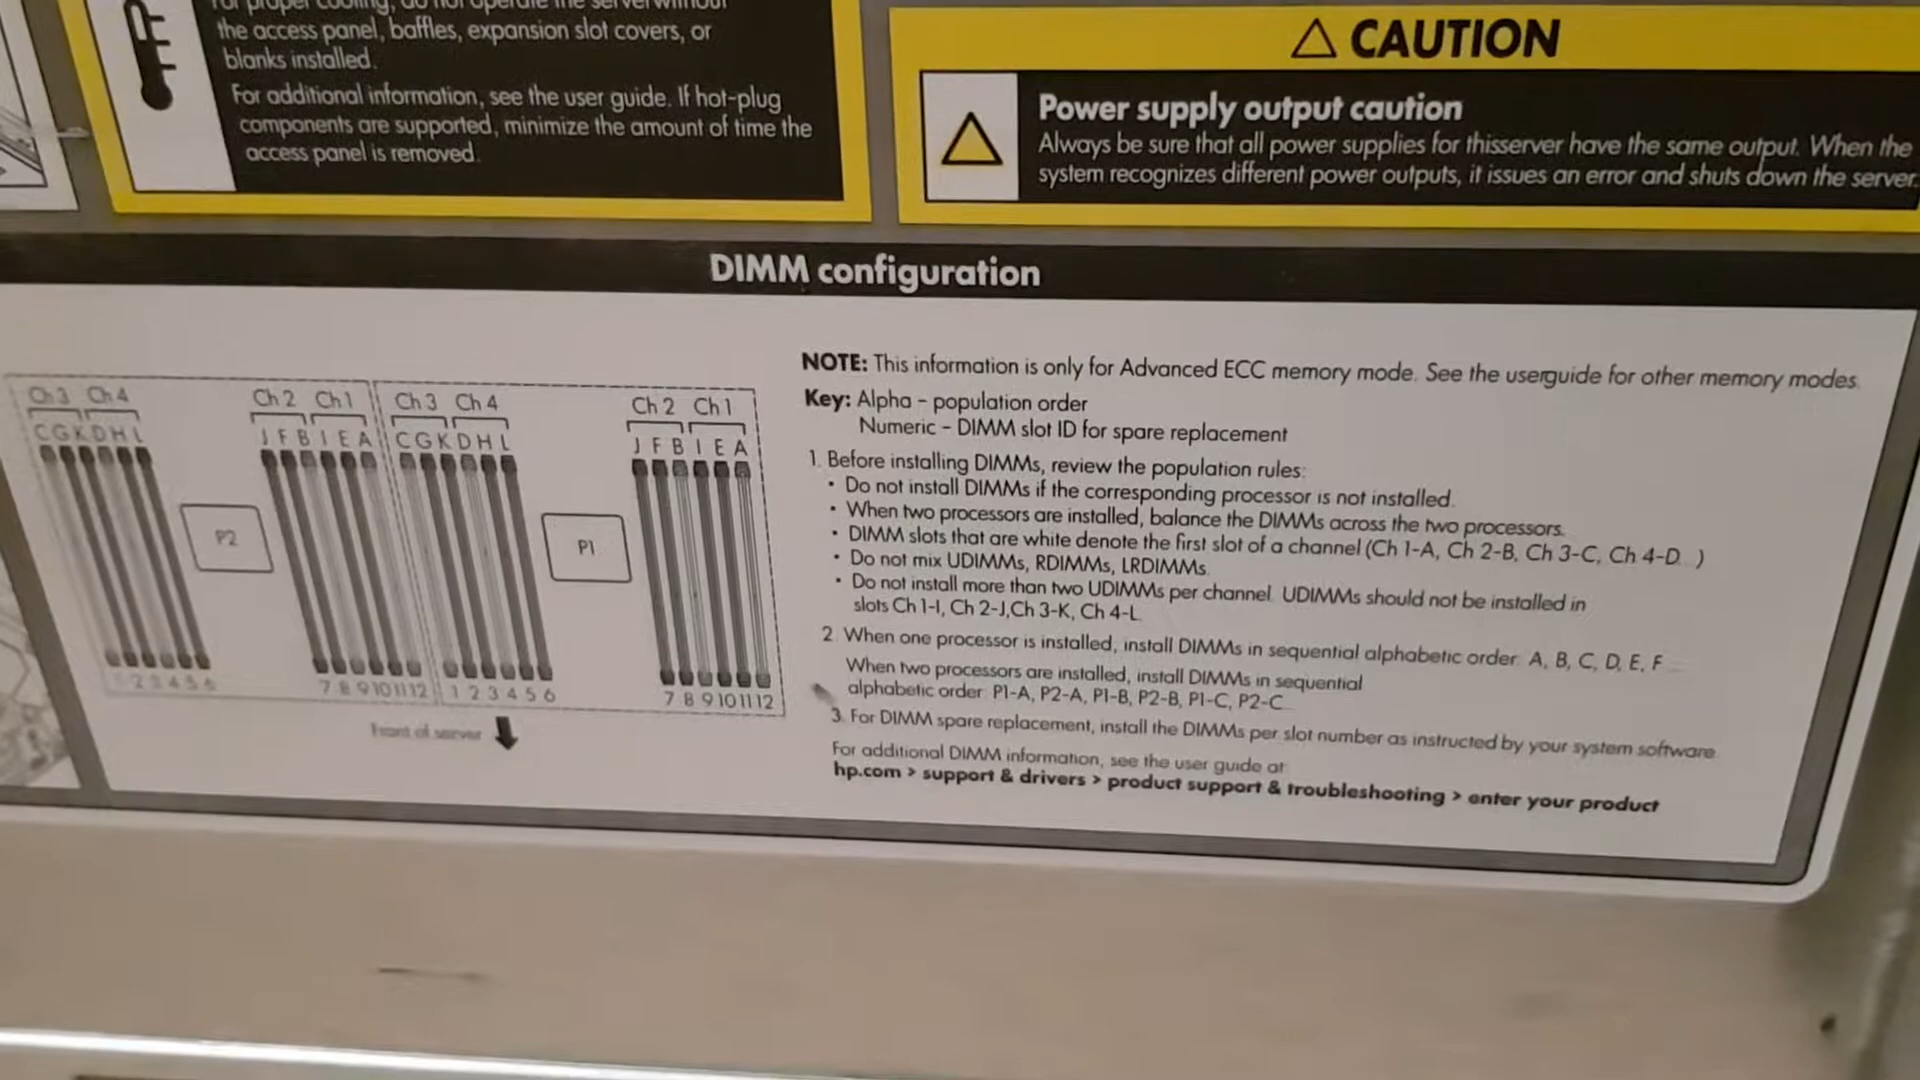 For proper cooling, do not operate the server without
the access panel, baffles, expansion slot covers, or
blanks installed.
For additional information, see the user guide. If hot-plug
components are supported, minimize the amount of time the
access panel is removed.
CAUTION
Power supply output caution
Always be sure that all power supplies for thisserver have the same output. When the
system recognizes different power outputs, it issues an error and shuts down the server.
DIMM configuration
Ch 3 Ch 4 Ch 2 Ch 1 Ch 3 Ch 4 Ch 2 Ch 1
C G K D H L J F B I E A C G K D H L J F B I E A
P2 P1
1 2 3 4 5 6 7 8 9 10 11 12 1 2 3 4 5 6 7 8 9 10 11 12
Front of server
NOTE: This information is only for Advanced ECC memory mode. See the userguide for other memory modes.
Key: Alpha - population order
Numeric - DIMM slot ID for spare replacement
1. Before installing DIMMs, review the population rules:
• Do not install DIMMs if the corresponding processor is not installed.
• When two processors are installed, balance the DIMMs across the two processors.
• DIMM slots that are white denote the first slot of a channel (Ch 1-A, Ch 2-B, Ch 3-C, Ch 4-D...)
• Do not mix UDIMMs, RDIMMs, LRDIMMs.
• Do not install more than two UDIMMs per channel. UDIMMs should not be installed in
slots Ch 1-I, Ch 2-J,Ch 3-K, Ch 4-L.
2. When one processor is installed, install DIMMs in sequential alphabetic order: A, B, C, D, E, F...
When two processors are installed, install DIMMs in sequential
alphabetic order: P1-A, P2-A, P1-B, P2-B, P1-C, P2-C...
3. For DIMM spare replacement, install the DIMMs per slot number as instructed by your system software.
For additional DIMM information, see the user guide at:
hp.com > support & drivers > product support & troubleshooting > enter your product